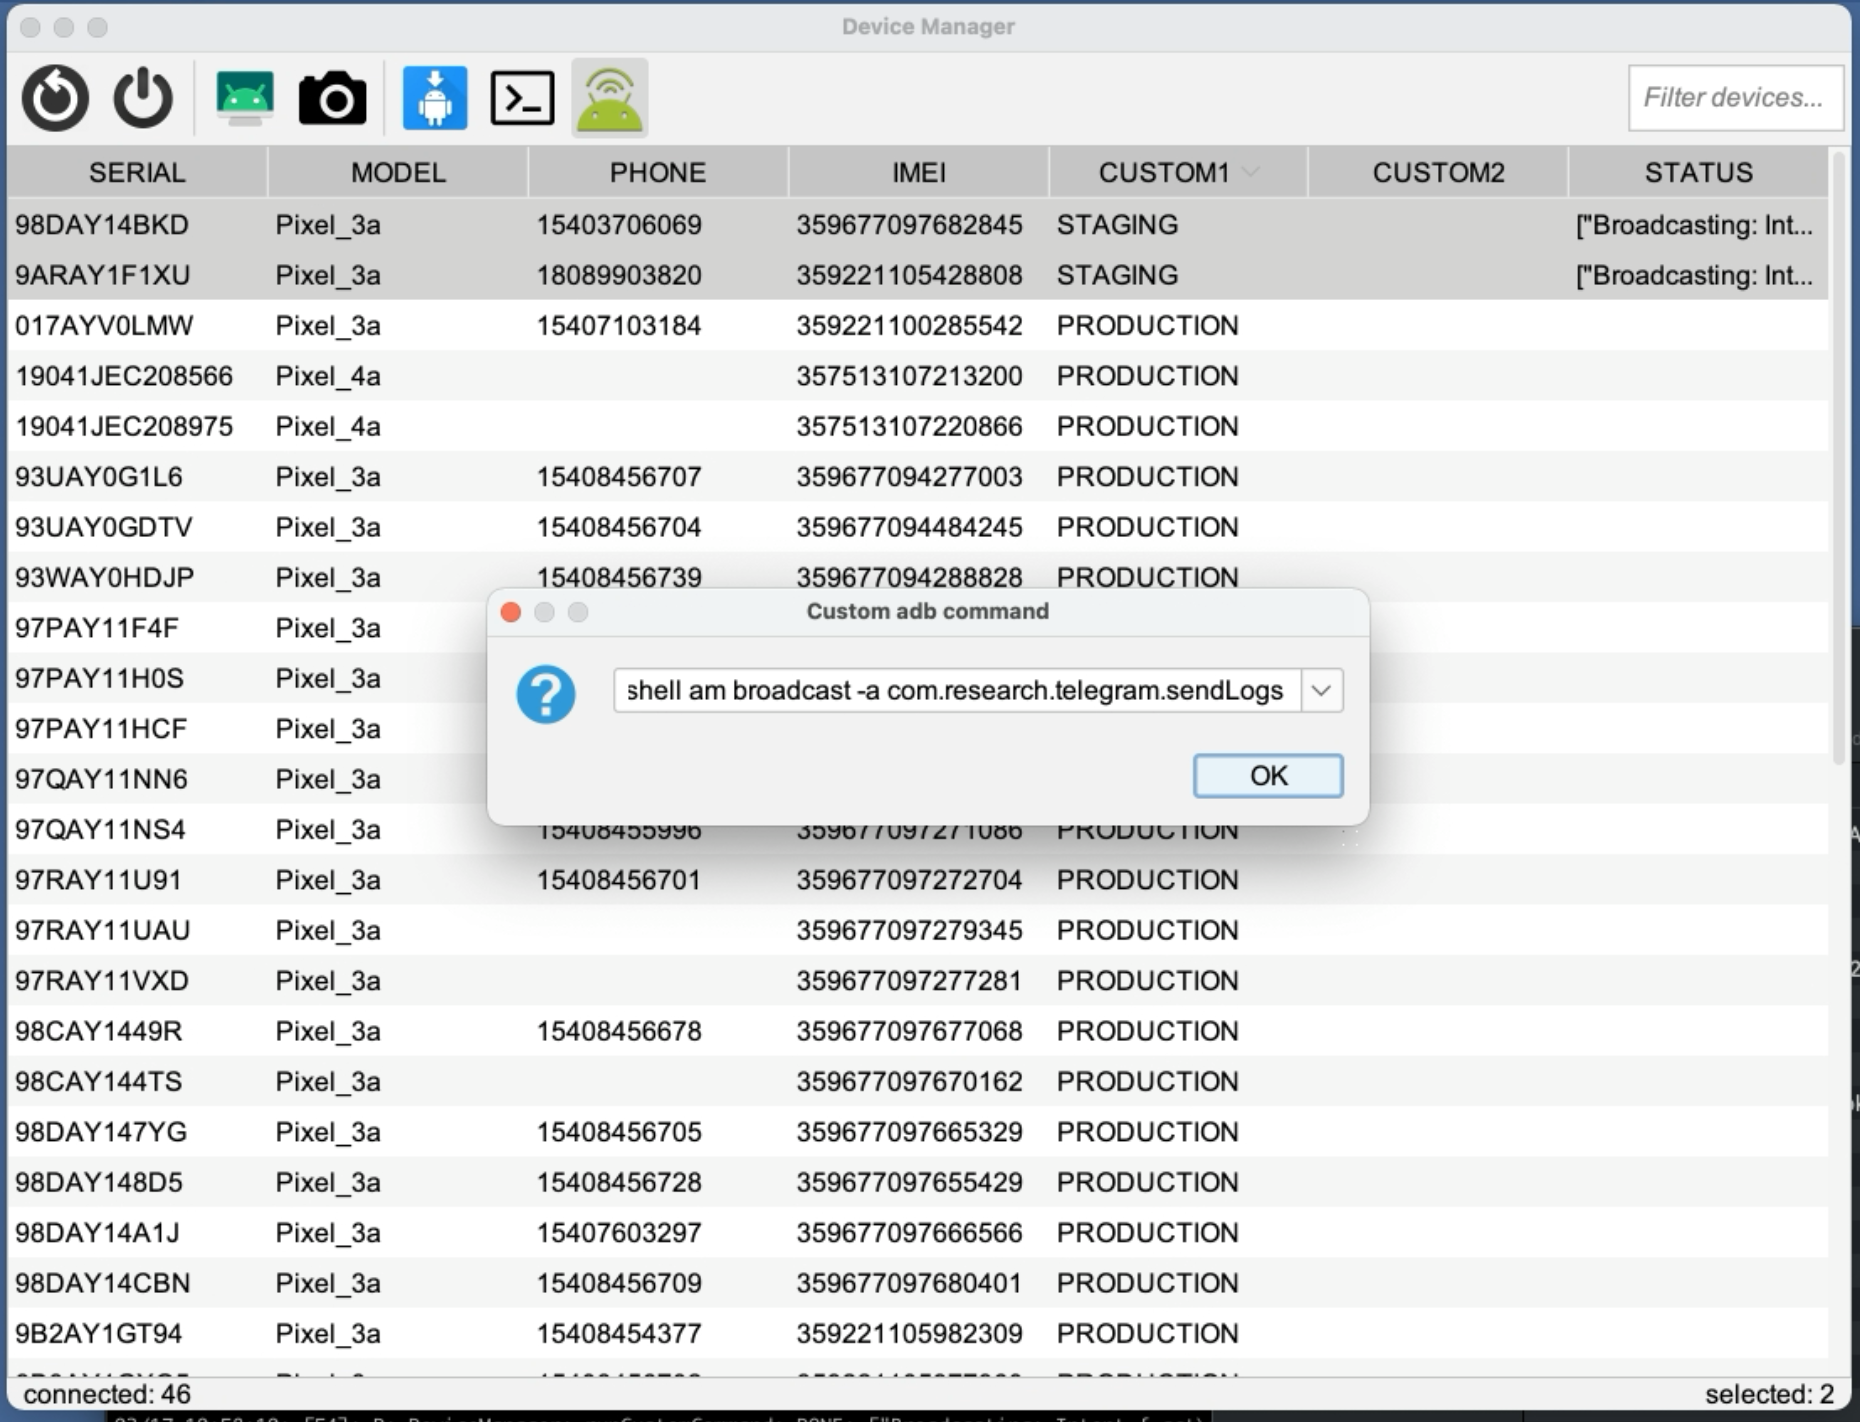 Device Manager
Filter devices...
SERIAL MODEL PHONE IMEI CUSTOM1 CUSTOM2 STATUS
98DAY14BKD Pixel_3a 15403706069 359677097682845 STAGING ["Broadcasting: Int...
9ARAY1F1XU Pixel_3a 18089903820 359221105428808 STAGING ["Broadcasting: Int...
017AYV0LMW Pixel_3a 15407103184 359221100285542 PRODUCTION
19041JEC208566 Pixel_4a 357513107213200 PRODUCTION
19041JEC208975 Pixel_4a 357513107220866 PRODUCTION
93UAY0G1L6 Pixel_3a 15408456707 359677094277003 PRODUCTION
93UAY0GDTV Pixel_3a 15408456704 359677094484245 PRODUCTION
93WAY0HDJP Pixel_3a 15408456739 359677094288828 PRODUCTION
97PAY11F4F Pixel_3a
97PAY11H0S Pixel_3a
97PAY11HCF Pixel_3a
97QAY11NN6 Pixel_3a
Custom adb command
shell am broadcast -a com.research.telegram.sendLogs
OK
97QAY11NS4 Pixel_3a 15408455996 359677097271086 PRODUCTION
97RAY11U91 Pixel_3a 15408456701 359677097272704 PRODUCTION
97RAY11UAU Pixel_3a 359677097279345 PRODUCTION
97RAY11VXD Pixel_3a 359677097277281 PRODUCTION
98CAY1449R Pixel_3a 15408456678 359677097677068 PRODUCTION
98CAY144TS Pixel_3a 359677097670162 PRODUCTION
98DAY147YG Pixel_3a 15408456705 359677097665329 PRODUCTION
98DAY148D5 Pixel_3a 15408456728 359677097655429 PRODUCTION
98DAY14A1J Pixel_3a 15407603297 359677097666566 PRODUCTION
98DAY14CBN Pixel_3a 15408456709 359677097680401 PRODUCTION
9B2AY1GT94 Pixel_3a 15408454377 359221105982309 PRODUCTION
connected: 46 selected: 2